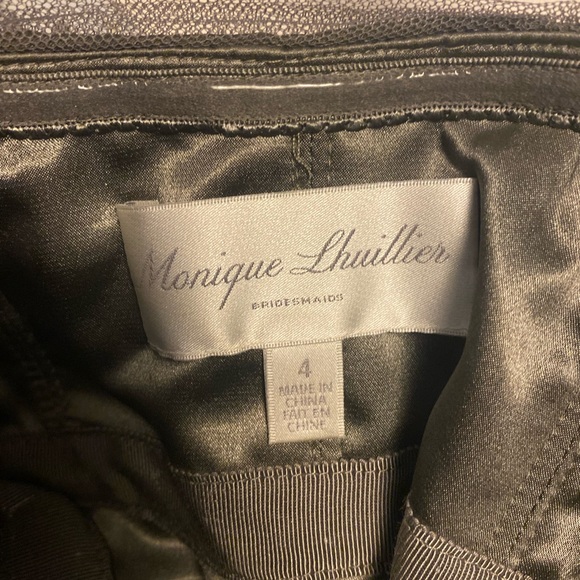 Monique Lhuillier
BRIDESMAIDS
4
MADE IN
CHINA
FAIT EN
CHINE